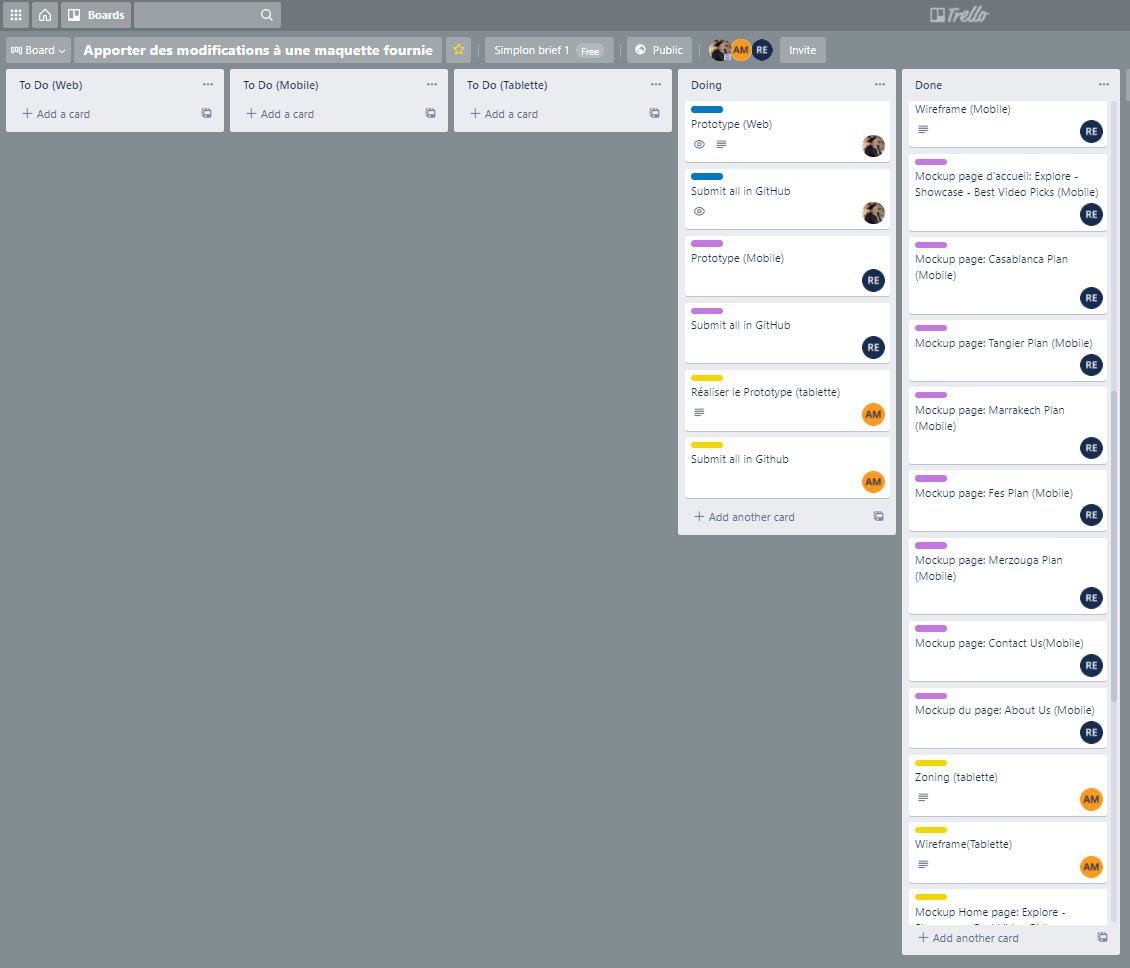 Boards
Trello
Board
Apporter des modifications à une maquette fournie
Simplon brief 1 Free
Public
AM
RE
Invite
To Do (Web)
Add a card
To Do (Mobile)
Add a card
To Do (Tablette)
Add a card
Doing
Prototype (Web)
Submit all in GitHub
Prototype (Mobile)
RE
Submit all in GitHub
RE
Réaliser le Prototype (tablette)
AM
Submit all in Github
AM
Add another card
Done
Wireframe (Mobile)
RE
Mockup page d'accueil: Explore -
Showcase - Best Video Picks (Mobile)
RE
Mockup page: Casablanca Plan
(Mobile)
RE
Mockup page: Tangier Plan (Mobile)
RE
Mockup page: Marrakech Plan
(Mobile)
RE
Mockup page: Fes Plan (Mobile)
RE
Mockup page: Merzouga Plan
(Mobile)
RE
Mockup page: Contact Us(Mobile)
RE
Mockup du page: About Us (Mobile)
RE
Zoning (tablette)
AM
Wireframe(Tablette)
AM
Mockup Home page: Explore -
Add another card